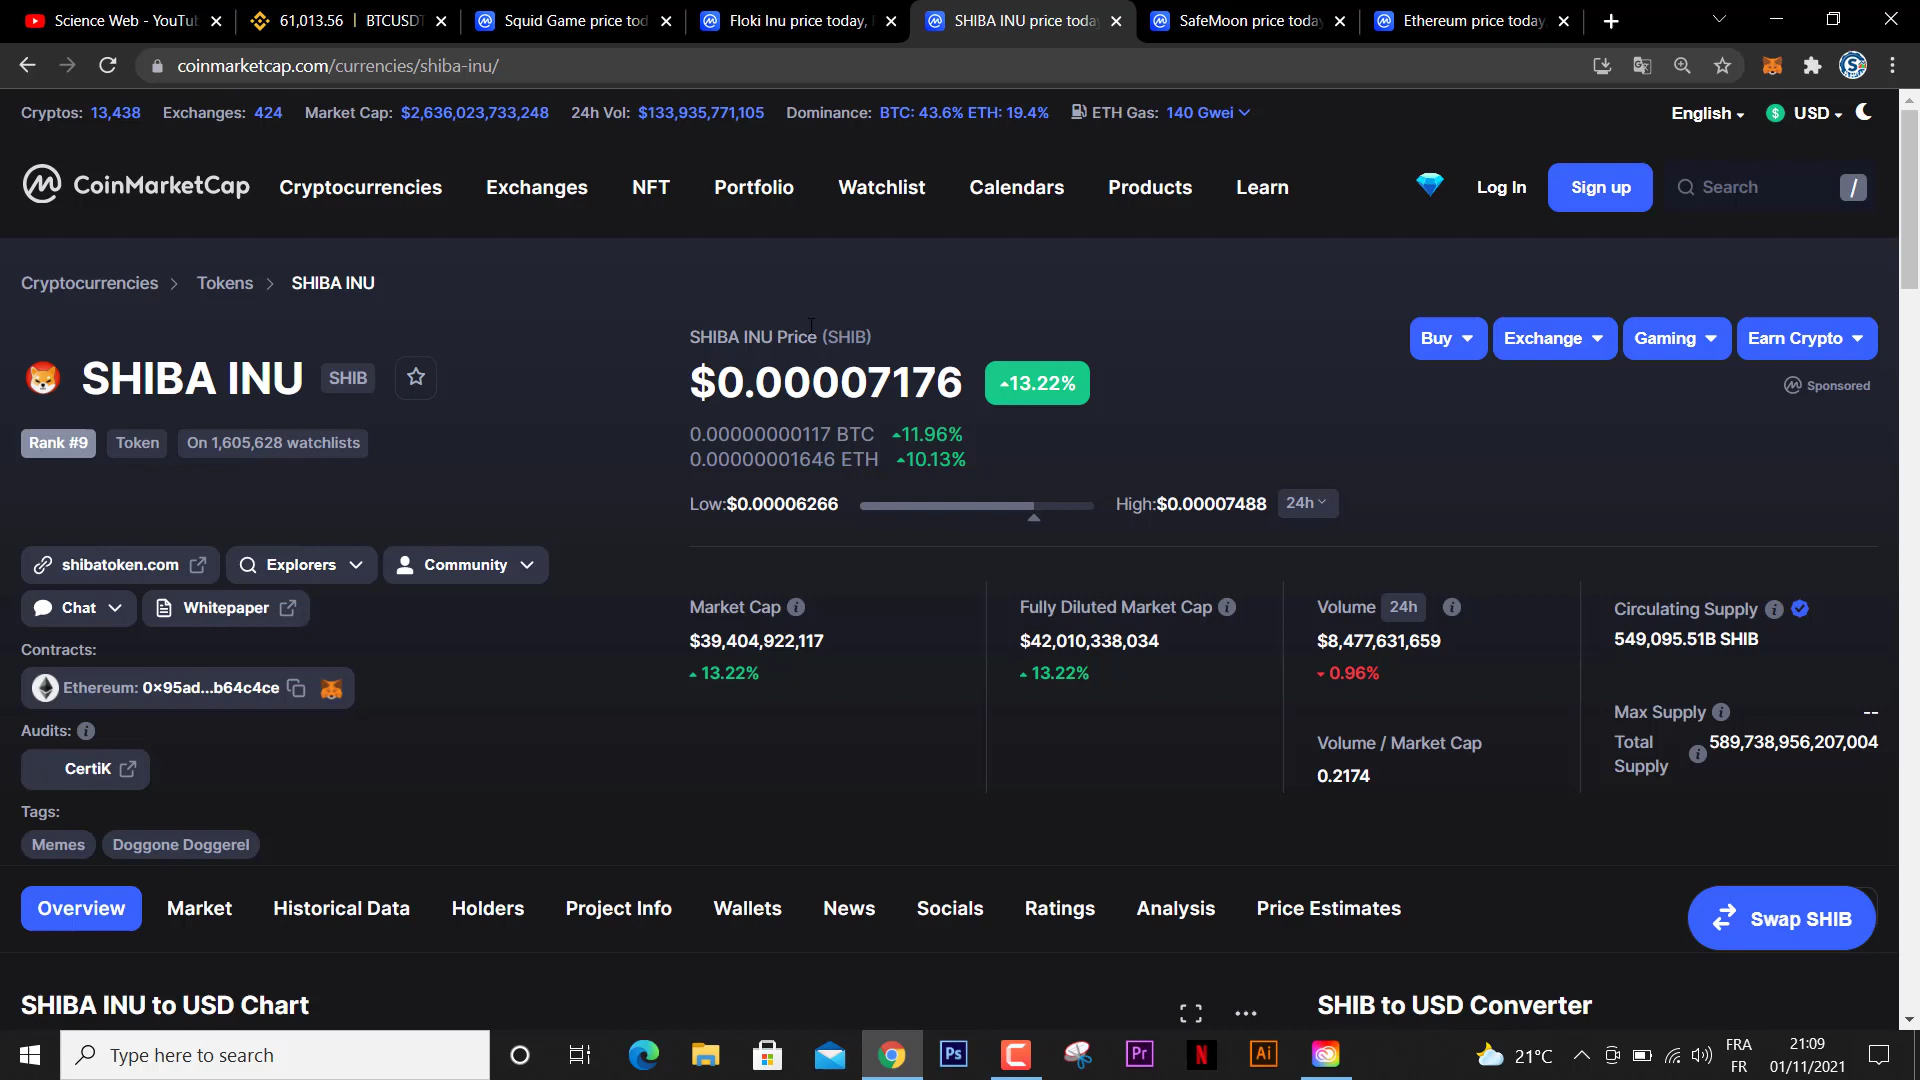 Science Web - YouTu
61,013.56 | BTCUSDT
Squid Game price tod
Floki Inu price today,
SHIBA INU price today
SafeMoon price today
Ethereum price today,
coinmarketcap.com/currencies/shiba-inu/
Cryptos: 13,438 Exchanges: 424 Market Cap: $2,636,023,733,248 24h Vol: $133,935,771,105 Dominance: BTC: 43.6% ETH: 19.4% ETH Gas: 140 Gwei
English $ USD
CoinMarketCap Cryptocurrencies Exchanges NFT Portfolio Watchlist Calendars Products Learn Log In Sign up Search /
Cryptocurrencies > Tokens > SHIBA INU
SHIBA INU SHIB
Rank #9 Token On 1,605,628 watchlists
SHIBA INU Price (SHIB)
$0.00007176 13.22%
0.00000000117 BTC 11.96%
0.00000001646 ETH 10.13%
Low:$0.00006266 High:$0.00007488 24h
Buy Exchange Gaming Earn Crypto
Sponsored
shibatoken.com Explorers Community
Chat Whitepaper
Contracts:
Ethereum: 0x95ad...b64c4ce
Audits:
CertiK
Tags:
Memes Doggone Doggerel
Market Cap
$39,404,922,117
13.22%
Fully Diluted Market Cap
$42,010,338,034
13.22%
Volume 24h
$8,477,631,659
0.96%
Volume / Market Cap
0.2174
Circulating Supply
549,095.51B SHIB
Max Supply --
Total Supply 589,738,956,207,004
Overview Market Historical Data Holders Project Info Wallets News Socials Ratings Analysis Price Estimates
Swap SHIB
SHIBA INU to USD Chart
SHIB to USD Converter
Type here to search
Ps
Pr
N
Ai
21°C
FRA
FR
21:09
01/11/2021